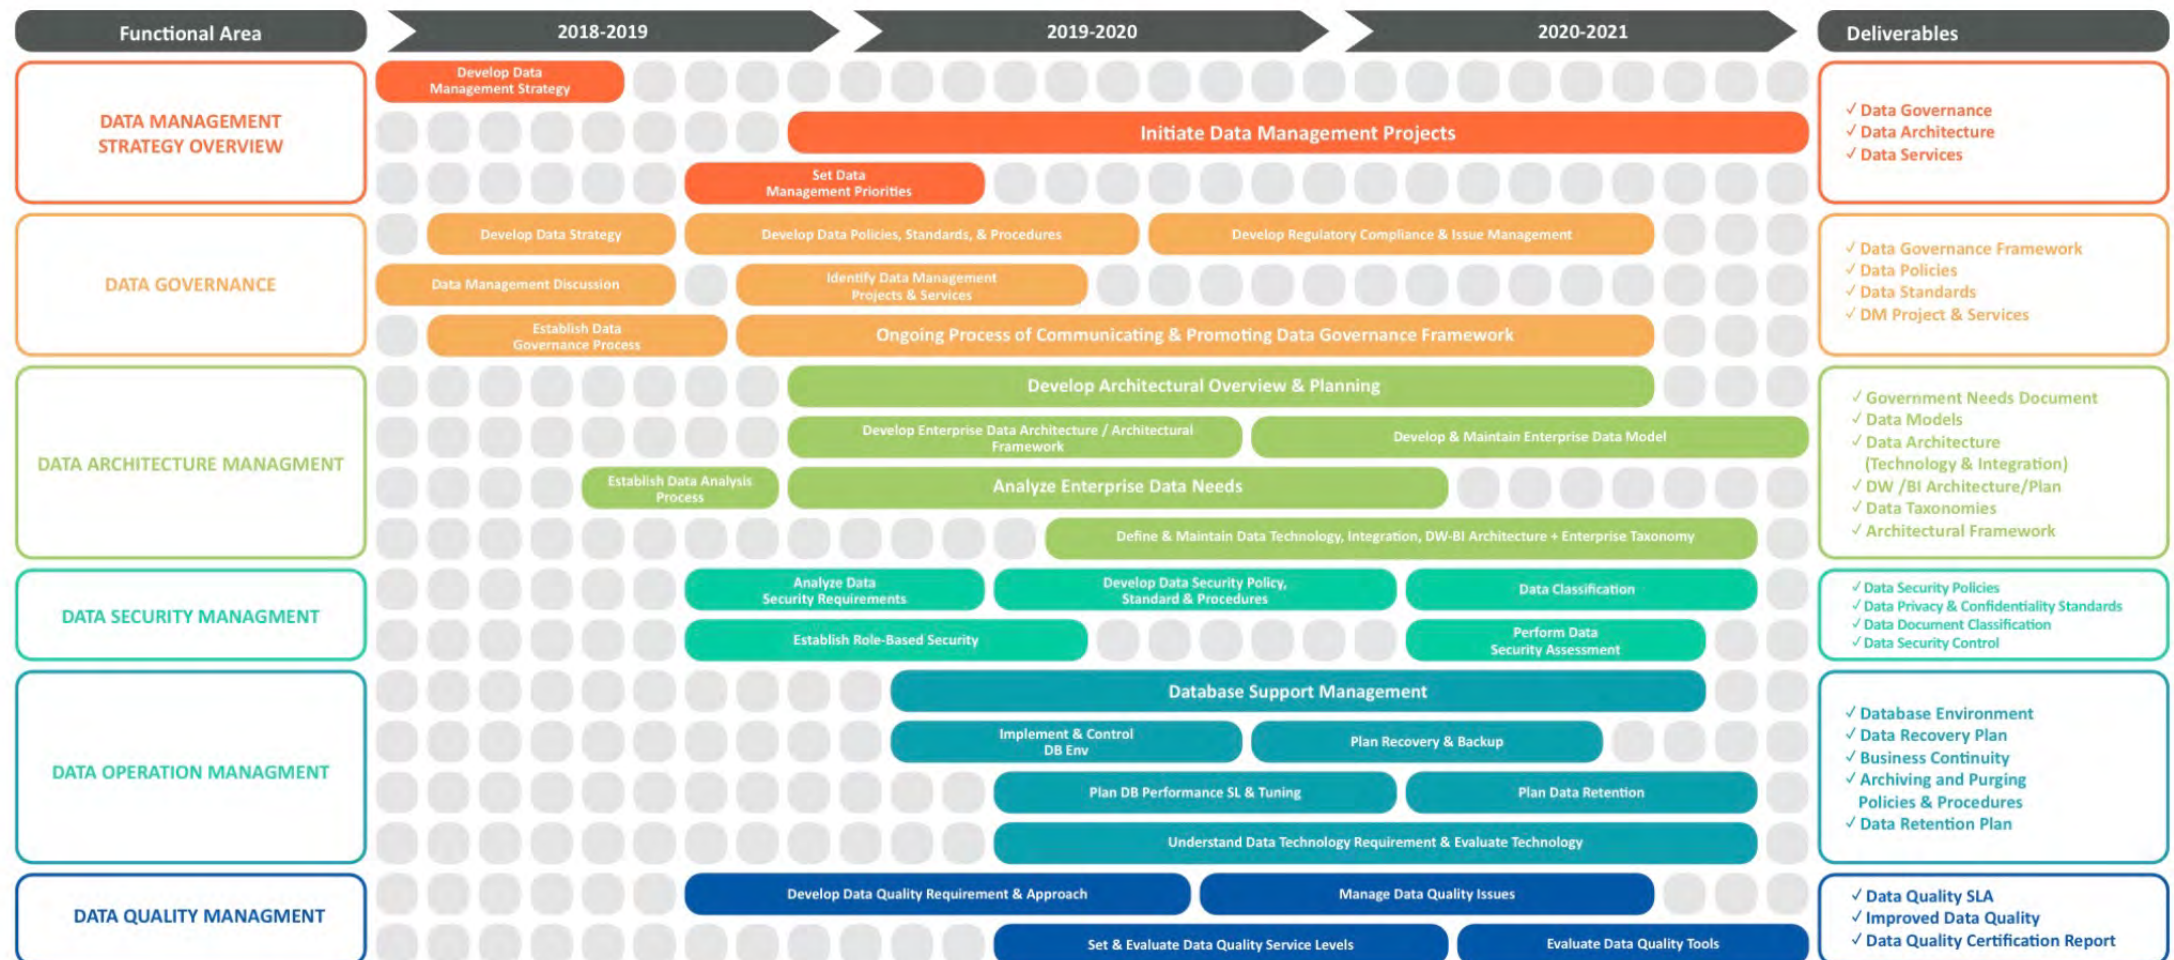 Functional Area
2018-2019
2019-2020
2020-2021
Deliverables
DATA MANAGEMENT
STRATEGY OVERVIEW
Develop Data
Management Strategy
Initiate Data Management Projects
Set Data
Management Priorities
✓ Data Governance
✓ Data Architecture
✓ Data Services
DATA GOVERNANCE
Develop Data Strategy
Develop Data Policies, Standards, & Procedures
Develop Regulatory Compliance & Issue Management
Data Management Discussion
Identify Data Management
Projects & Services
Establish Data
Governance Process
Ongoing Process of Communicating & Promoting Data Governance Framework
✓ Data Governance Framework
✓ Data Policies
✓ Data Standards
✓ DM Project & Services
DATA ARCHITECTURE MANAGMENT
Develop Architectural Overview & Planning
Develop Enterprise Data Architecture / Architectural
Framework
Develop & Maintain Enterprise Data Model
Establish Data Analysis
Process
Analyze Enterprise Data Needs
Define & Maintain Data Technology, Integration, DW-BI Architecture + Enterprise Taxonomy
✓ Government Needs Document
✓ Data Models
✓ Data Architecture
(Technology & Integration)
✓ DW /BI Architecture/Plan
✓ Data Taxonomies
✓ Architectural Framework
DATA SECURITY MANAGMENT
Analyze Data
Security Requirements
Develop Data Security Policy,
Standard & Procedures
Data Classification
Establish Role-Based Security
Perform Data
Security Assessment
✓ Data Security Policies
✓ Data Privacy & Confidentiality Standards
✓ Data Document Classification
✓ Data Security Control
DATA OPERATION MANAGMENT
Database Support Management
Implement & Control
DB Env
Plan Recovery & Backup
Plan DB Performance SL & Tuning
Plan Data Retention
Understand Data Technology Requirement & Evaluate Technology
✓ Database Environment
✓ Data Recovery Plan
✓ Business Continuity
✓ Archiving and Purging
Policies & Procedures
✓ Data Retention Plan
DATA QUALITY MANAGMENT
Develop Data Quality Requirement & Approach
Manage Data Quality Issues
Set & Evaluate Data Quality Service Levels
Evaluate Data Quality Tools
✓ Data Quality SLA
✓ Improved Data Quality
✓ Data Quality Certification Report